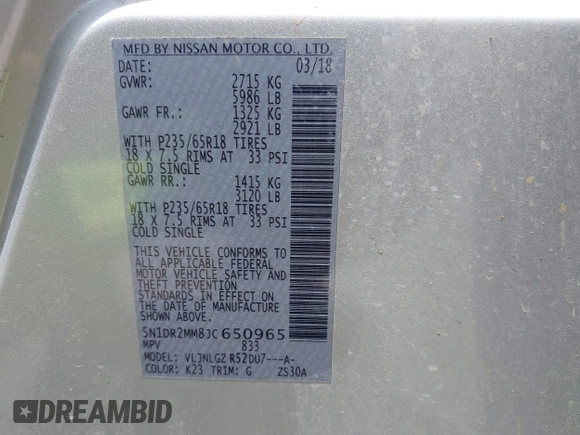 MFD BY NISSAN MOTOR CO., LTD.
DATE: 03/18
GVWR: 2715 KG
5986 LB
GAWR FR.: 1325 KG
2921 LB
WITH P235/65R18 TIRES
18 X 7.5 RIMS AT 33 PSI
COLD SINGLE
GAWR RR.: 1415 KG
3120 LB
WITH P235/65R18 TIRES
18 X 7.5 RIMS AT 33 PSI
COLD SINGLE
THIS VEHICLE CONFORMS TO
ALL APPLICABLE FEDERAL
MOTOR VEHICLE SAFETY AND
THEFT PREVENTION
STANDARDS IN EFFECT ON
THE DATE OF MANUFACTURE
SHOWN ABOVE.
5N1DR2MM8JC650965
MPV 833
MODEL: VLJNLGZ R52DU7---A-
COLOR: K23 TRIM: G ZS30A
DREAMBID